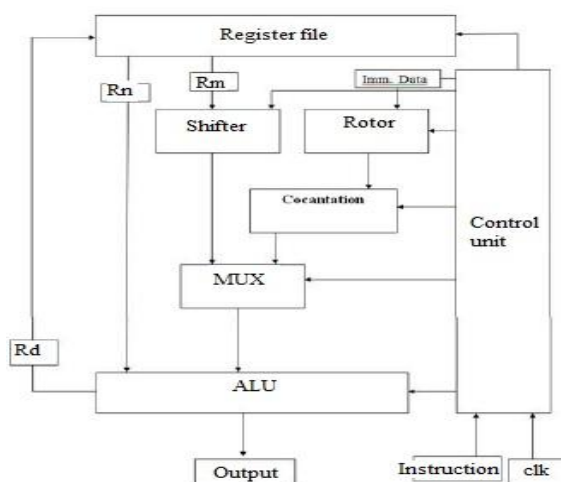 Register file
Rn
Rm
Imm. Data
Shifter
Rotor
Cocantation
Control
unit
MUX
Rd
ALU
Output
Instruction
clk